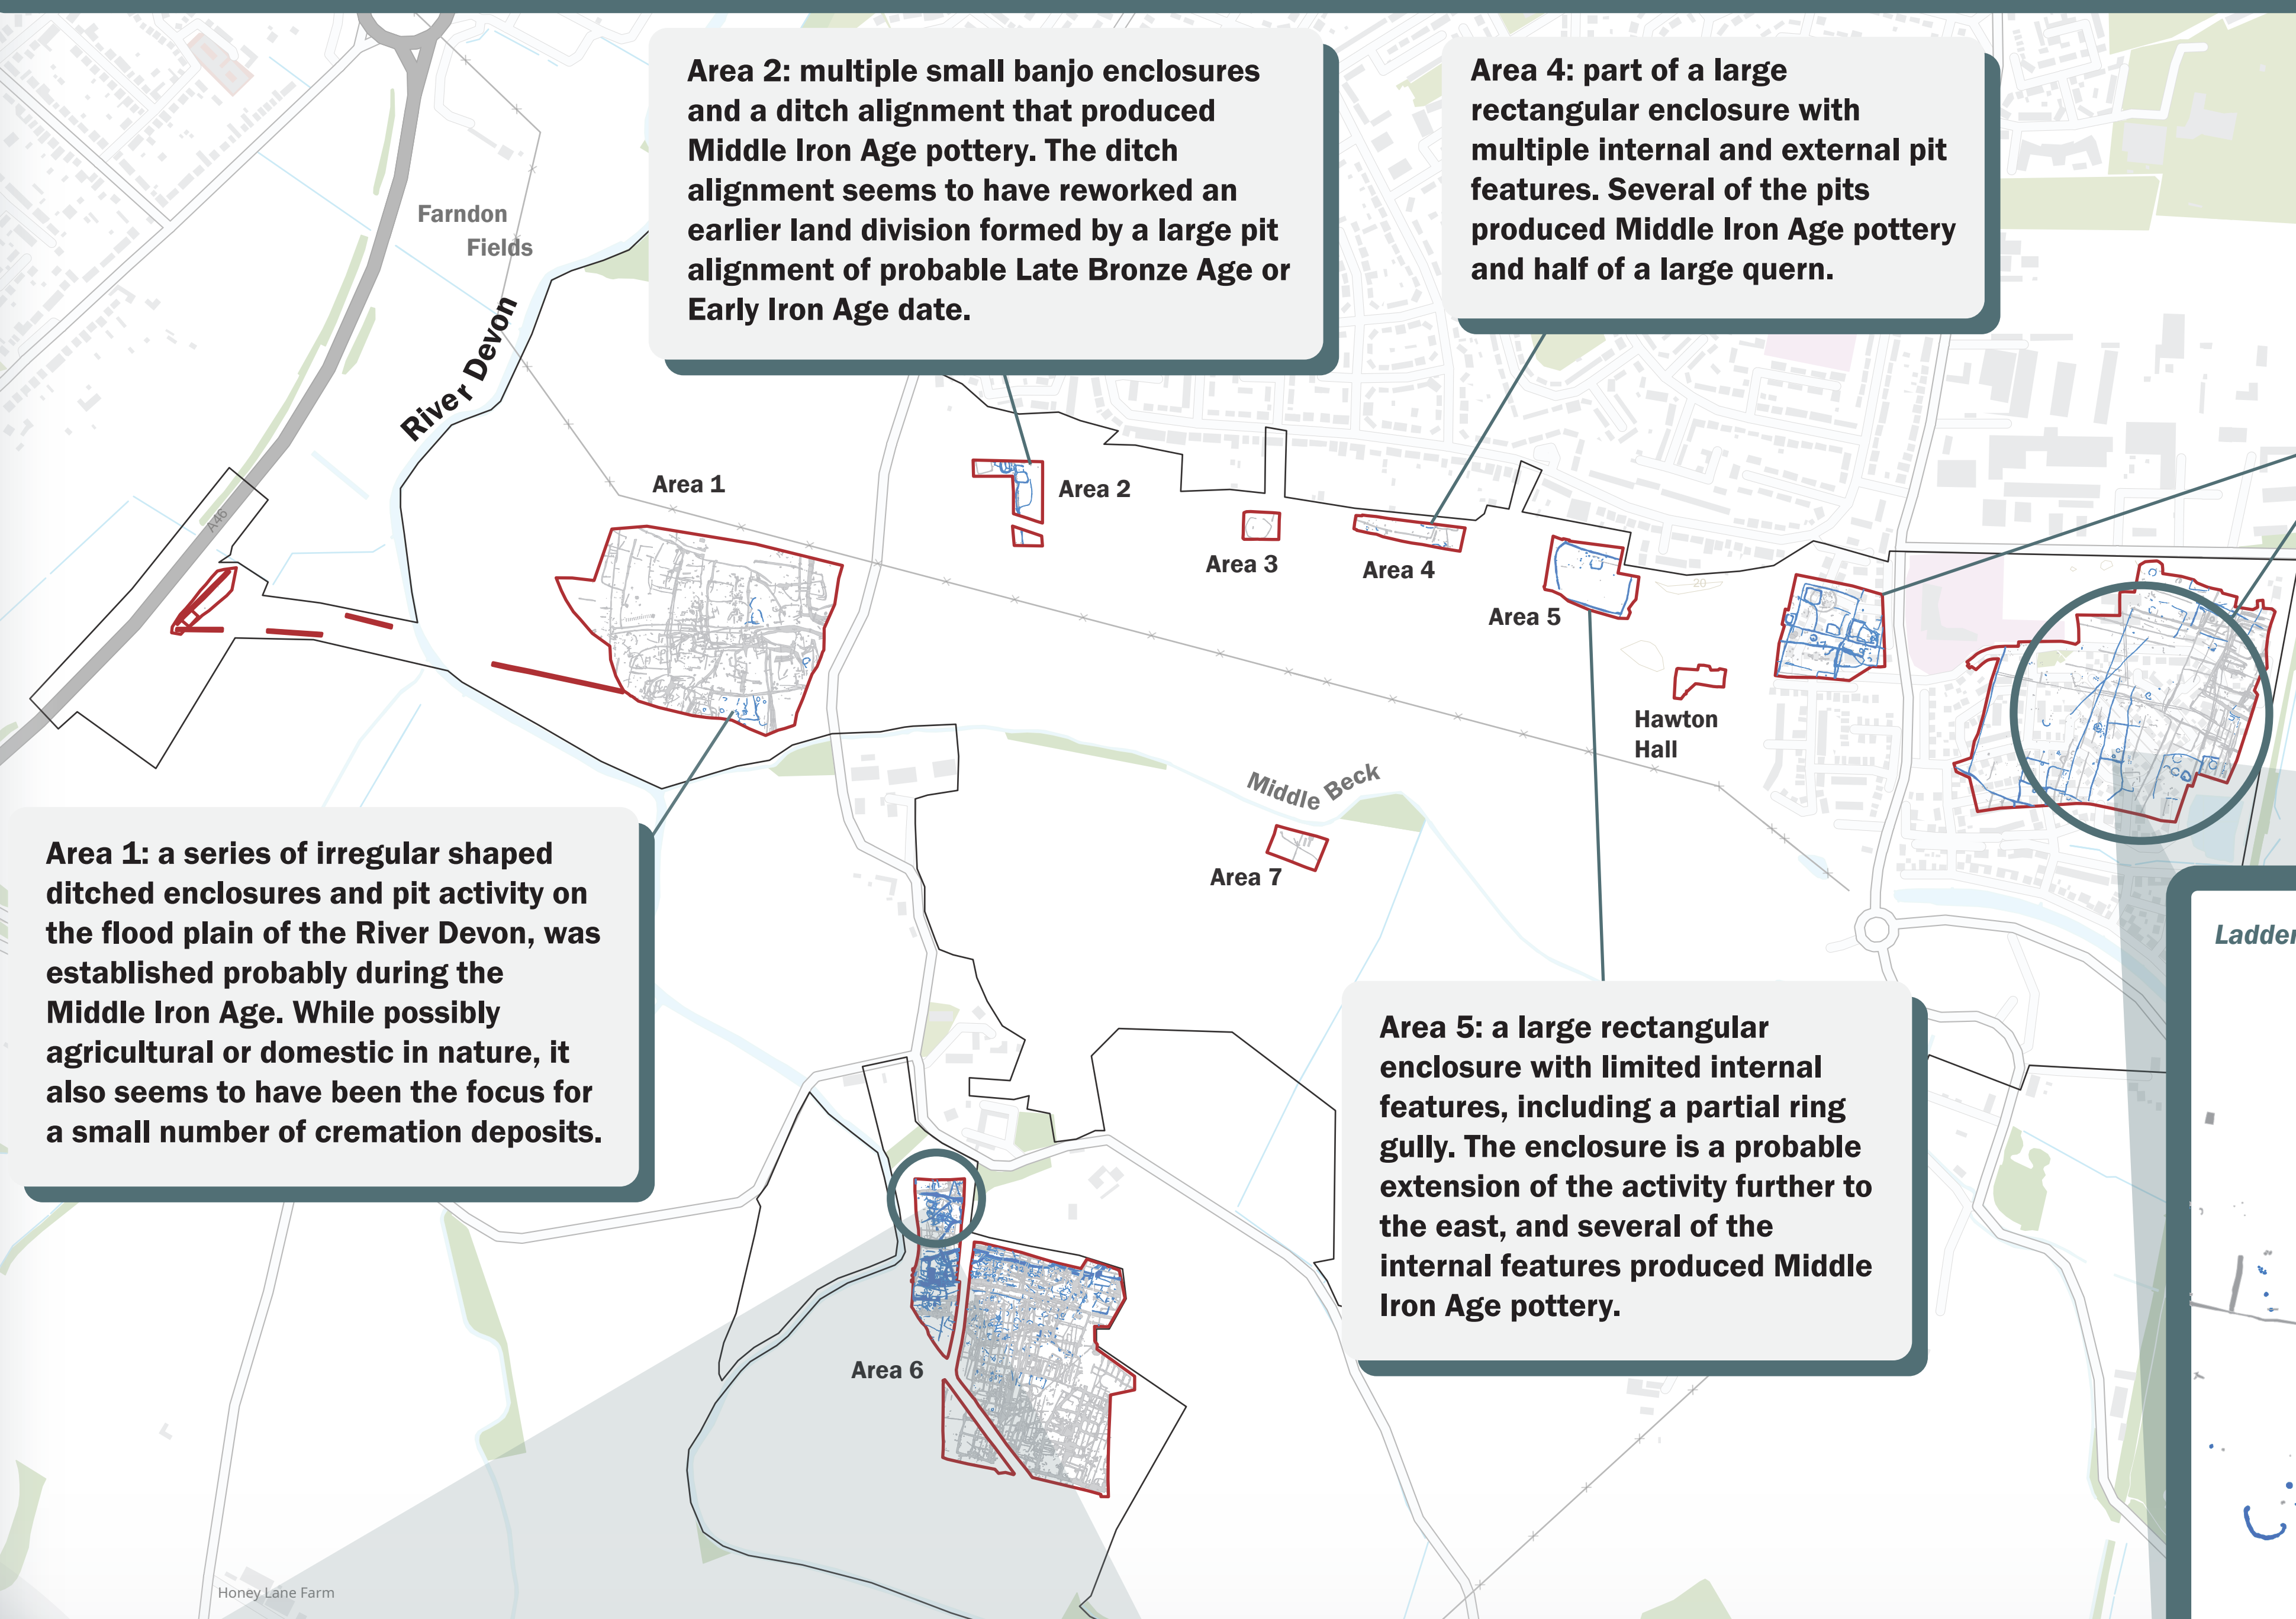 Area 2: multiple small banjo enclosures
and a ditch alignment that produced
Middle Iron Age pottery. The ditch
alignment seems to have reworked an
earlier land division formed by a large pit
alignment of probable Late Bronze Age or
Early Iron Age date.
Area 4: part of a large
rectangular enclosure with
multiple internal and external pit
features. Several of the pits
produced Middle Iron Age pottery
and half of a large quern.
Farndon
Fields
River Devon
A46
Area 1
Area 2
Area 3
Area 4
Area 5
20
Hawton
Hall
Middle Beck
Area 7
Area 1: a series of irregular shaped
ditched enclosures and pit activity on
the flood plain of the River Devon, was
established probably during the
Middle Iron Age. While possibly
agricultural or domestic in nature, it
also seems to have been the focus for
a small number of cremation deposits.
Ladder
Area 5: a large rectangular
enclosure with limited internal
features, including a partial ring
gully. The enclosure is a probable
extension of the activity further to
the east, and several of the
internal features produced Middle
Iron Age pottery.
Area 6
Honey Lane Farm